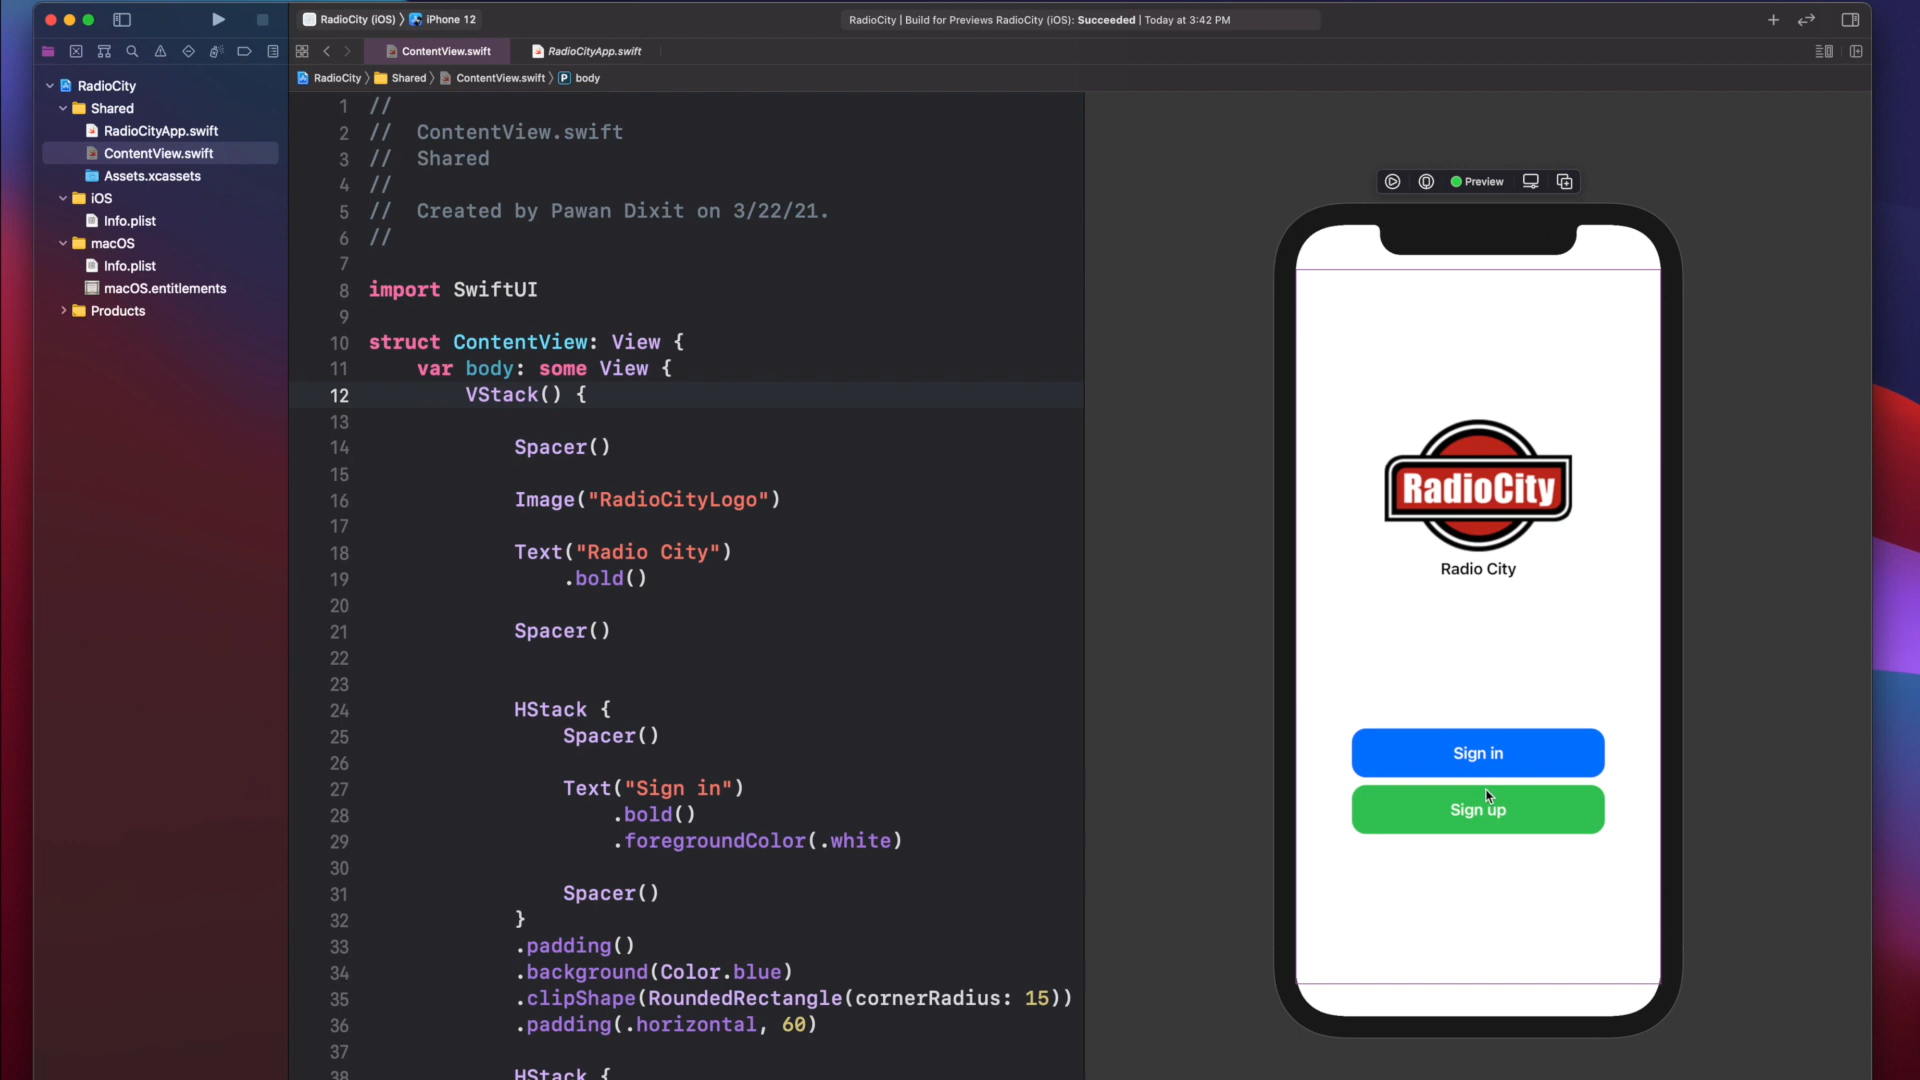 RadioCity (iOS) ⟩ iPhone 12
RadioCity | Build for Previews RadioCity (iOS): Succeeded | Today at 3:42 PM
ContentView.swift
RadioCityApp.swift
RadioCity ⟩ Shared ⟩ ContentView.swift ⟩ P body
RadioCity
Shared
RadioCityApp.swift
ContentView.swift
Assets.xcassets
iOS
Info.plist
macOS
Info.plist
macOS.entitlements
Products
1 //
2 //  ContentView.swift
3 //  Shared
4 //
5 //  Created by Pawan Dixit on 3/22/21.
6 //
7
8 import SwiftUI
9
10 struct ContentView: View {
11     var body: some View {
12         VStack() {
13
14             Spacer()
15
16             Image("RadioCityLogo")
17
18             Text("Radio City")
19                 .bold()
20
21             Spacer()
22
23
24             HStack {
25                 Spacer()
26
27                 Text("Sign in")
28                     .bold()
29                     .foregroundColor(.white)
30
31                 Spacer()
32             }
33             .padding()
34             .background(Color.blue)
35             .clipShape(RoundedRectangle(cornerRadius: 15))
36             .padding(.horizontal, 60)
37
38             HStack {
Preview
RadioCity
Radio City
Sign in
Sign up